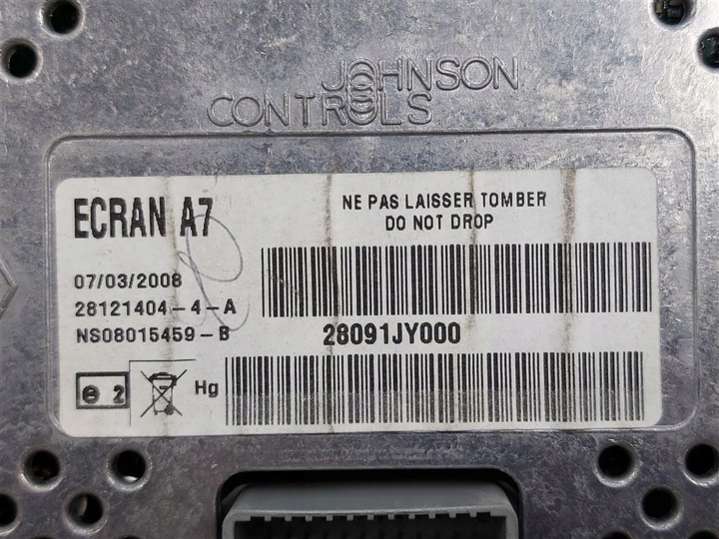 JOHNSON
CONTROLS
ECRAN A7
NE PAS LAISSER TOMBER
DO NOT DROP
07/03/2008
28121404-4-A
NS08015459-B
28091JY000
e 2
Hg